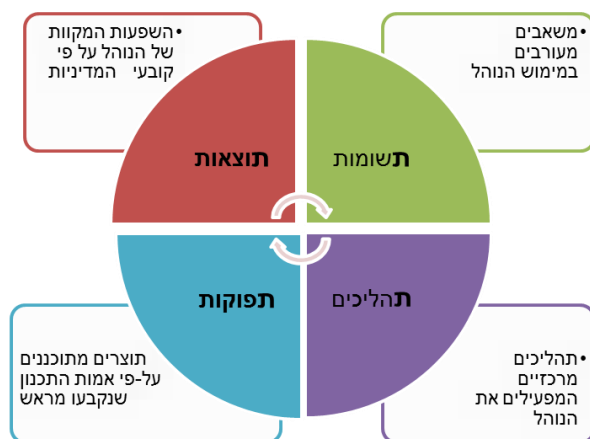 •משאבים
מעורבים
במימוש הנוהל
•השפעות המקוות
של הנוהל על פי
קובעי המדיניות
תשומות
תוצאות
תהליכים
תפוקות
•תהליכים
מרכזיים
המפעילים את
הנוהל
תוצרים מתוכננים
על-פי אמות התכנון
שנקבעו מראש